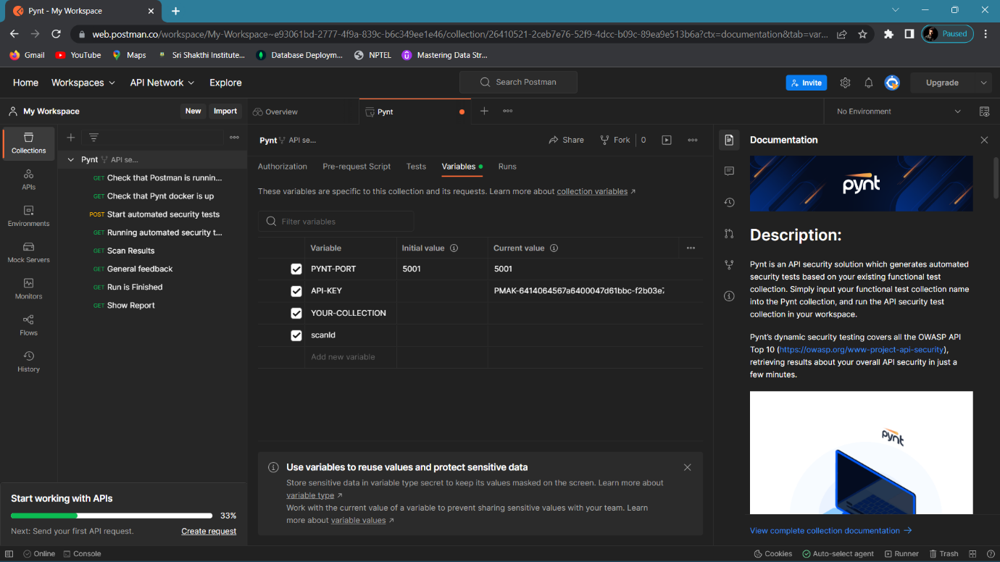 Pynt - My Workspace
web.postman.co/workspace/My-Workspace~e93061bd-2777-4f9a-839c-b6c349ee1e46/collection/26410521-2ceb7e76-52f9-4dcc-b09c-89ea9e513b6a?ctx=documentation&tab=var...
Paused
Gmail
YouTube
Maps
Sri Shakthi Institute...
Database Deploym...
NPTEL
Mastering Data Str...
Home
Workspaces
API Network
Explore
Search Postman
Invite
Upgrade
My Workspace
New
Import
Overview
Pynt
No Environment
Collections
APIs
Environments
Mock Servers
Monitors
Flows
History
Pynt API se...
GET Check that Postman is runnin...
GET Check that Pynt docker is up
POST Start automated security tests
GET Running automated security t...
GET Scan Results
GET General feedback
GET Run is Finished
GET Show Report
Start working with APIs
33%
Next: Send your first API request.
Create request
Pynt API se...
Share
Fork
0
Authorization
Pre-request Script
Tests
Variables
Runs
These variables are specific to this collection and its requests. Learn more about collection variables ↗
Filter variables
Variable
Initial value
Current value
PYNT-PORT
5001
5001
API-KEY
PMAK-6414064567a6400047d61bbc-f2b03e
YOUR-COLLECTION
scanId
Add new variable
Use variables to reuse values and protect sensitive data
Store sensitive data in variable type secret to keep its values masked on the screen. Learn more about
variable type ↗
Work with the current value of a variable to prevent sharing sensitive values with your team. Learn
more about variable values ↗
Documentation
pynt
Description:
Pynt is an API security solution which generates automated
security tests based on your existing functional test
collection. Simply input your functional test collection name
into the Pynt collection, and run the API security test
collection in your workspace.
Pynt's dynamic security testing covers all the OWASP API
Top 10 (https://owasp.org/www-project-api-security),
retrieving results about your overall API security in just a
few minutes.
pynt
View complete collection documentation →
Online
Console
Cookies
Auto-select agent
Runner
Trash